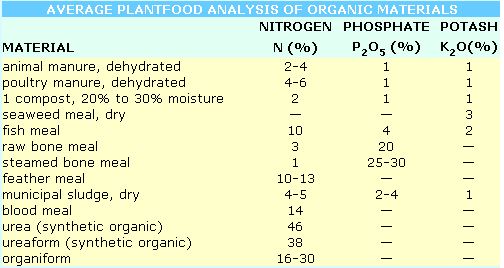 AVERAGE PLANTFOOD ANALYSIS OF ORGANIC MATERIALS
NITROGEN PHOSPHATE POTASH
MATERIAL N (%) P2O5 (%) K2O(%)
animal manure, dehydrated 2–4 1 1
poultry manure, dehydrated 4–6 1 1
1 compost, 20% to 30% moisture 2 1 1
seaweed meal, dry — — 3
fish meal 10 4 2
raw bone meal 3 20 —
steamed bone meal 1 25-30 —
feather meal 10-13 — —
municipal sludge, dry 4–5 2–4 1
blood meal 14 — —
urea (synthetic organic) 46 — —
ureaform (synthetic organic) 38 — —
organiform 16-30 — —